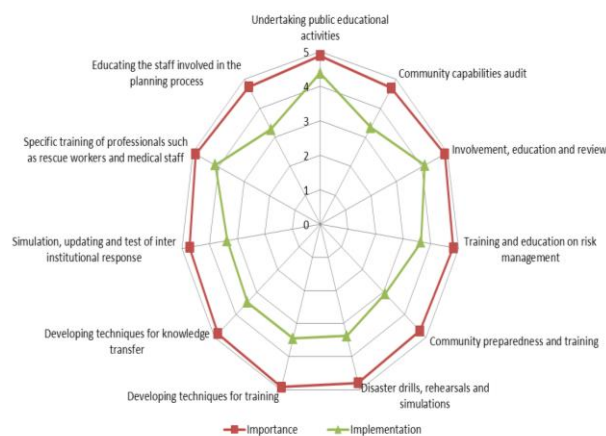 Undertaking public educational
activities
Community capabilities audit
Involvement, education and review
Training and education on risk
management
Community preparedness and training
Disaster drills, rehearsals and
simulations
Developing techniques for training
Developing techniques for knowledge
transfer
Simulation, updating and test of inter
institutional response
Specific training of professionals such
as rescue workers and medical staff
Educating the staff involved in the
planning process
5
4
3
2
1
0
Importance
Implementation